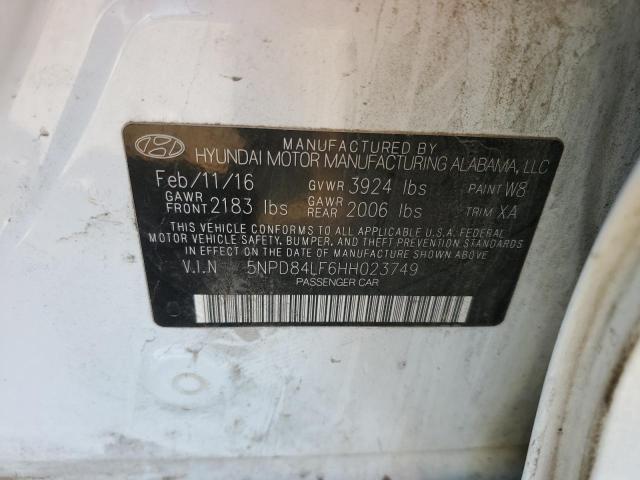 MANUFACTURED BY
HYUNDAI MOTOR MANUFACTURING ALABAMA, LLC
Feb/11/16 GVWR 3924 lbs PAINT W8
GAWR FRONT 2183 lbs GAWR REAR 2006 lbs TRIM XA
THIS VEHICLE CONFORMS TO ALL APPLICABLE U.S.A. FEDERAL
MOTOR VEHICLE SAFETY, BUMPER, AND THEFT PREVENTION STANDARDS
IN EFFECT ON THE DATE OF MANUFACTURE SHOWN ABOVE.
V.I.N 5NPD84LF6HH023749
PASSENGER CAR